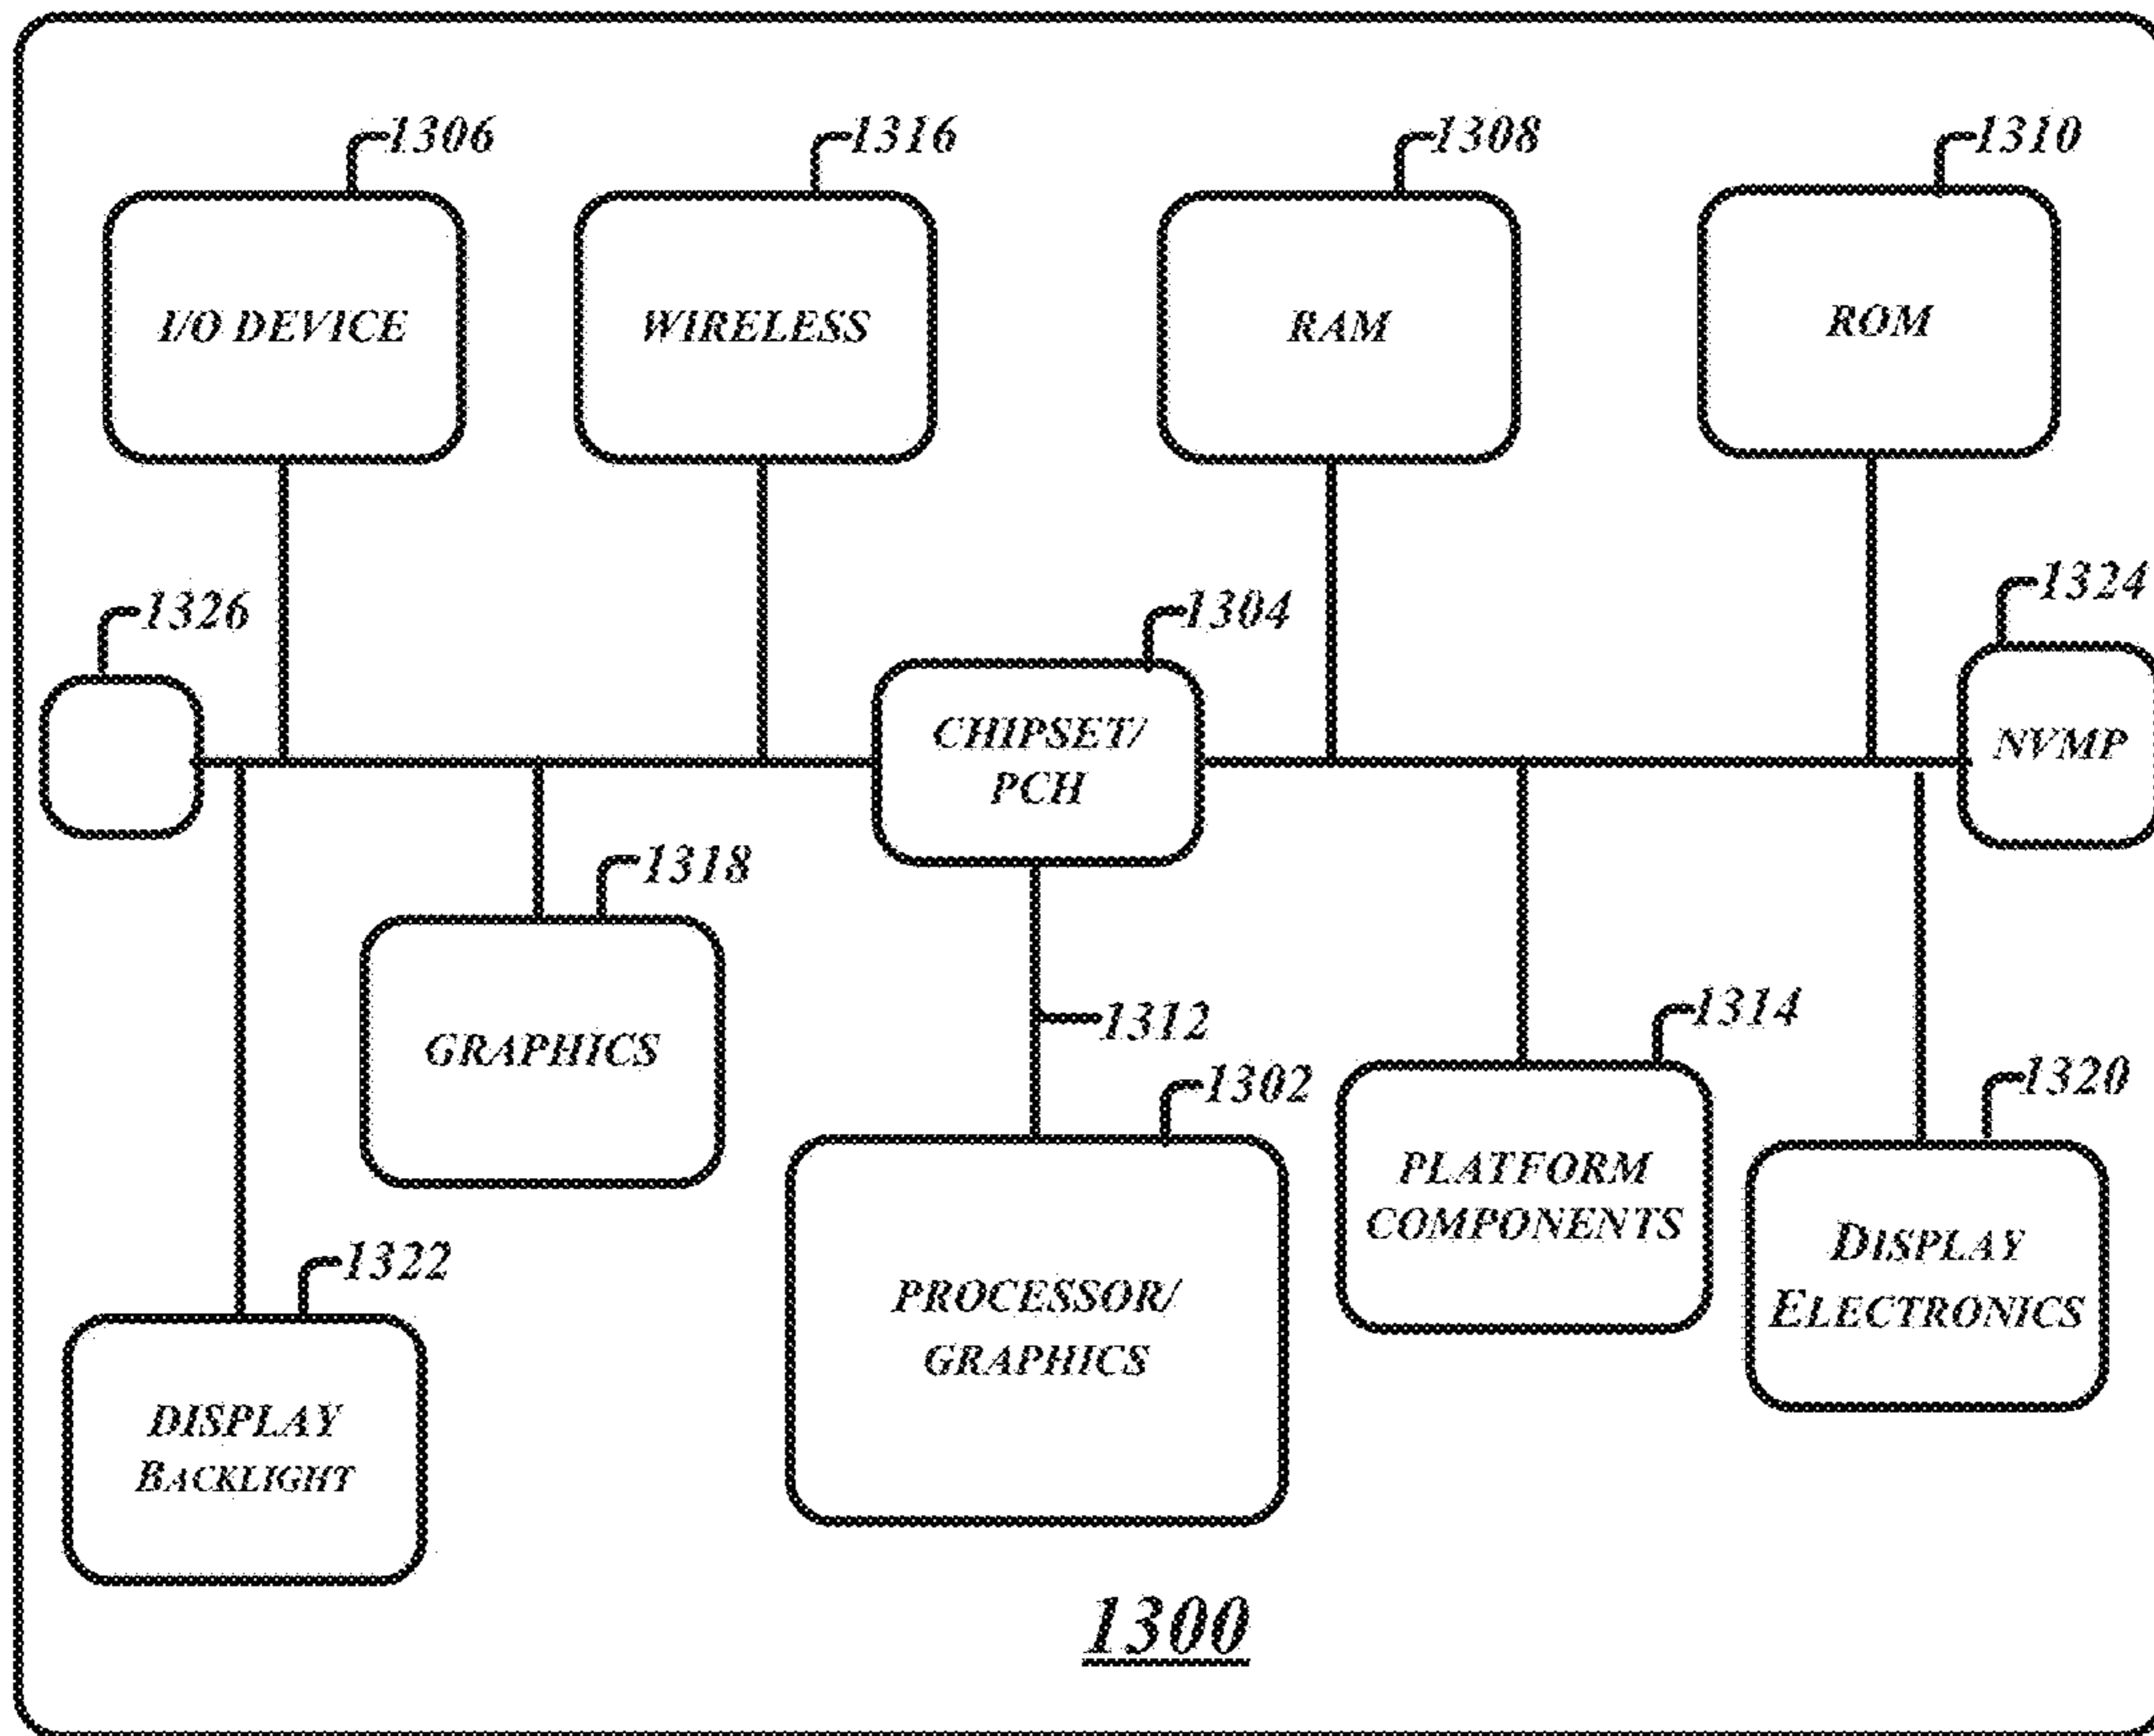 1306
1316
1308
1310
I/O DEVICE
WIRELESS
RAM
ROM
1326
1304
1324
CHIPSET/
PCH
NVMP
1318
GRAPHICS
1312
1314
1302
1320
PLATFORM
COMPONENTS
DISPLAY
ELECTRONICS
1322
PROCESSOR/
GRAPHICS
DISPLAY
BACKLIGHT
1300